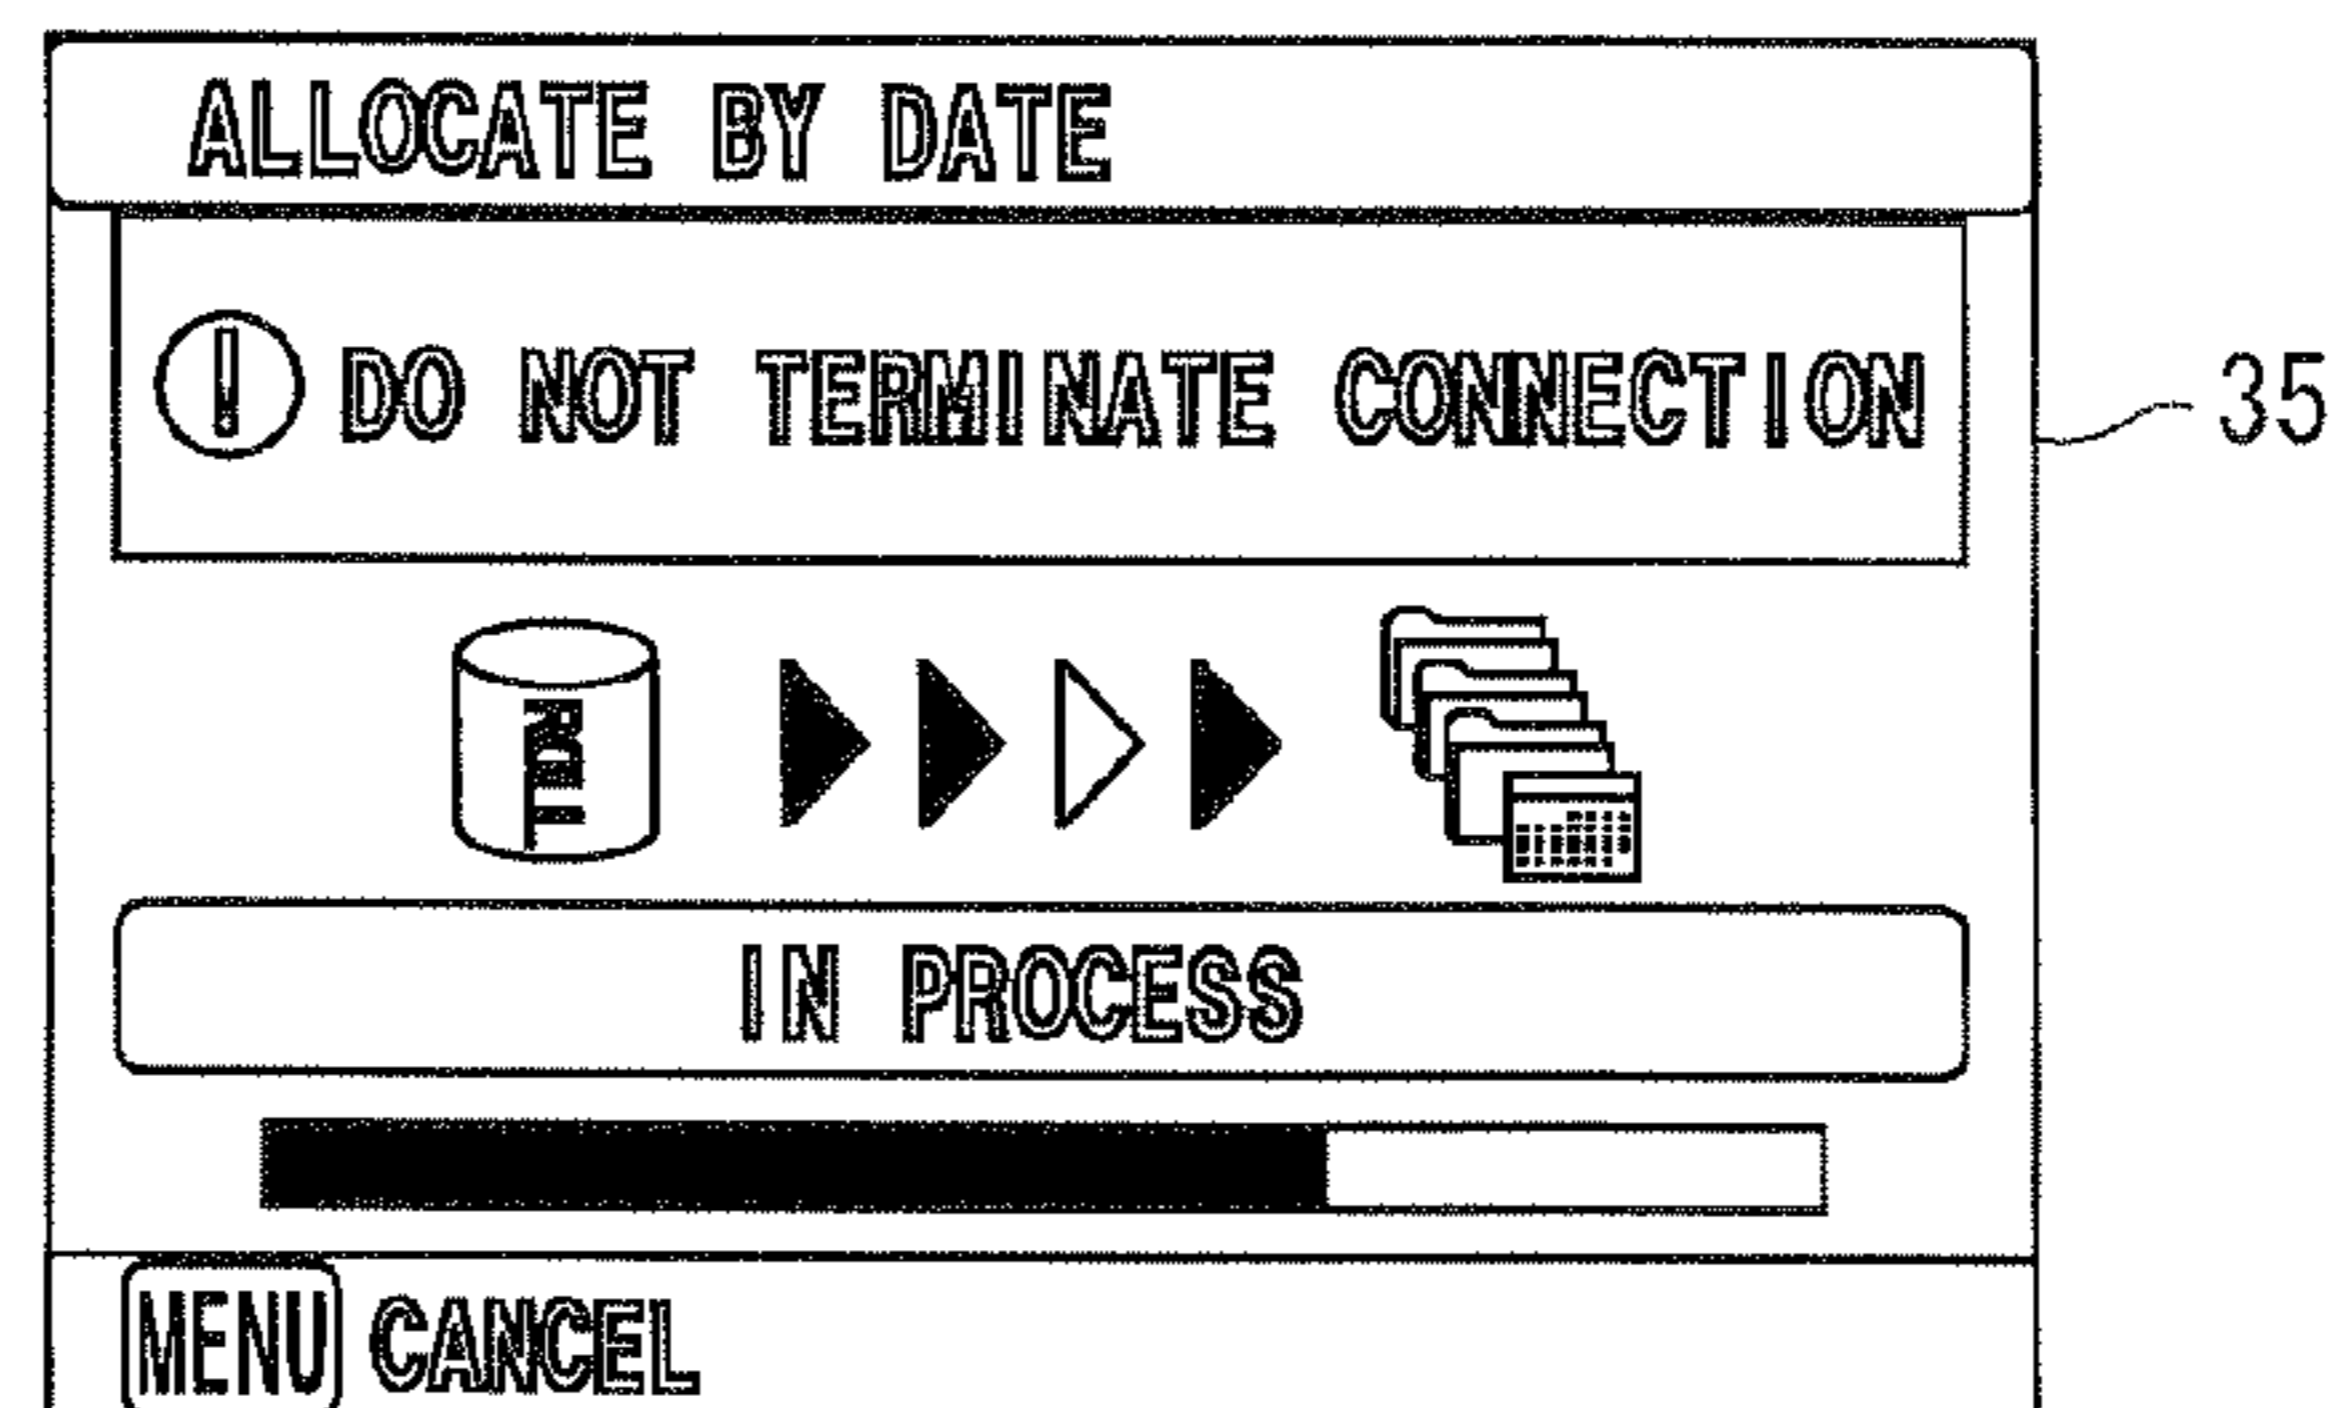 ALLOCATE BY DATE
! DO NOT TERMINATE CONNECTION
35
ROLL
IN PROCESS
MENU CANCEL